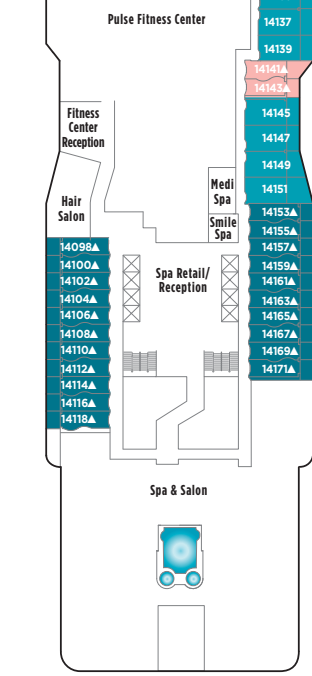 Pulse Fitness Center
14137
14139
14141▲
14143▲
Fitness
Center
Reception
14145
14147
14149
14151
Medi
Spa
Smile
Spa
Hair
Salon
14153▲
14155▲
14157▲
14159▲
14161▲
14163▲
14165▲
14167▲
14169▲
14171▲
14098▲
14100▲
14102▲
14104▲
14106▲
14108▲
14110▲
14112▲
14114▲
14116▲
14118▲
Spa Retail/
Reception
Spa & Salon